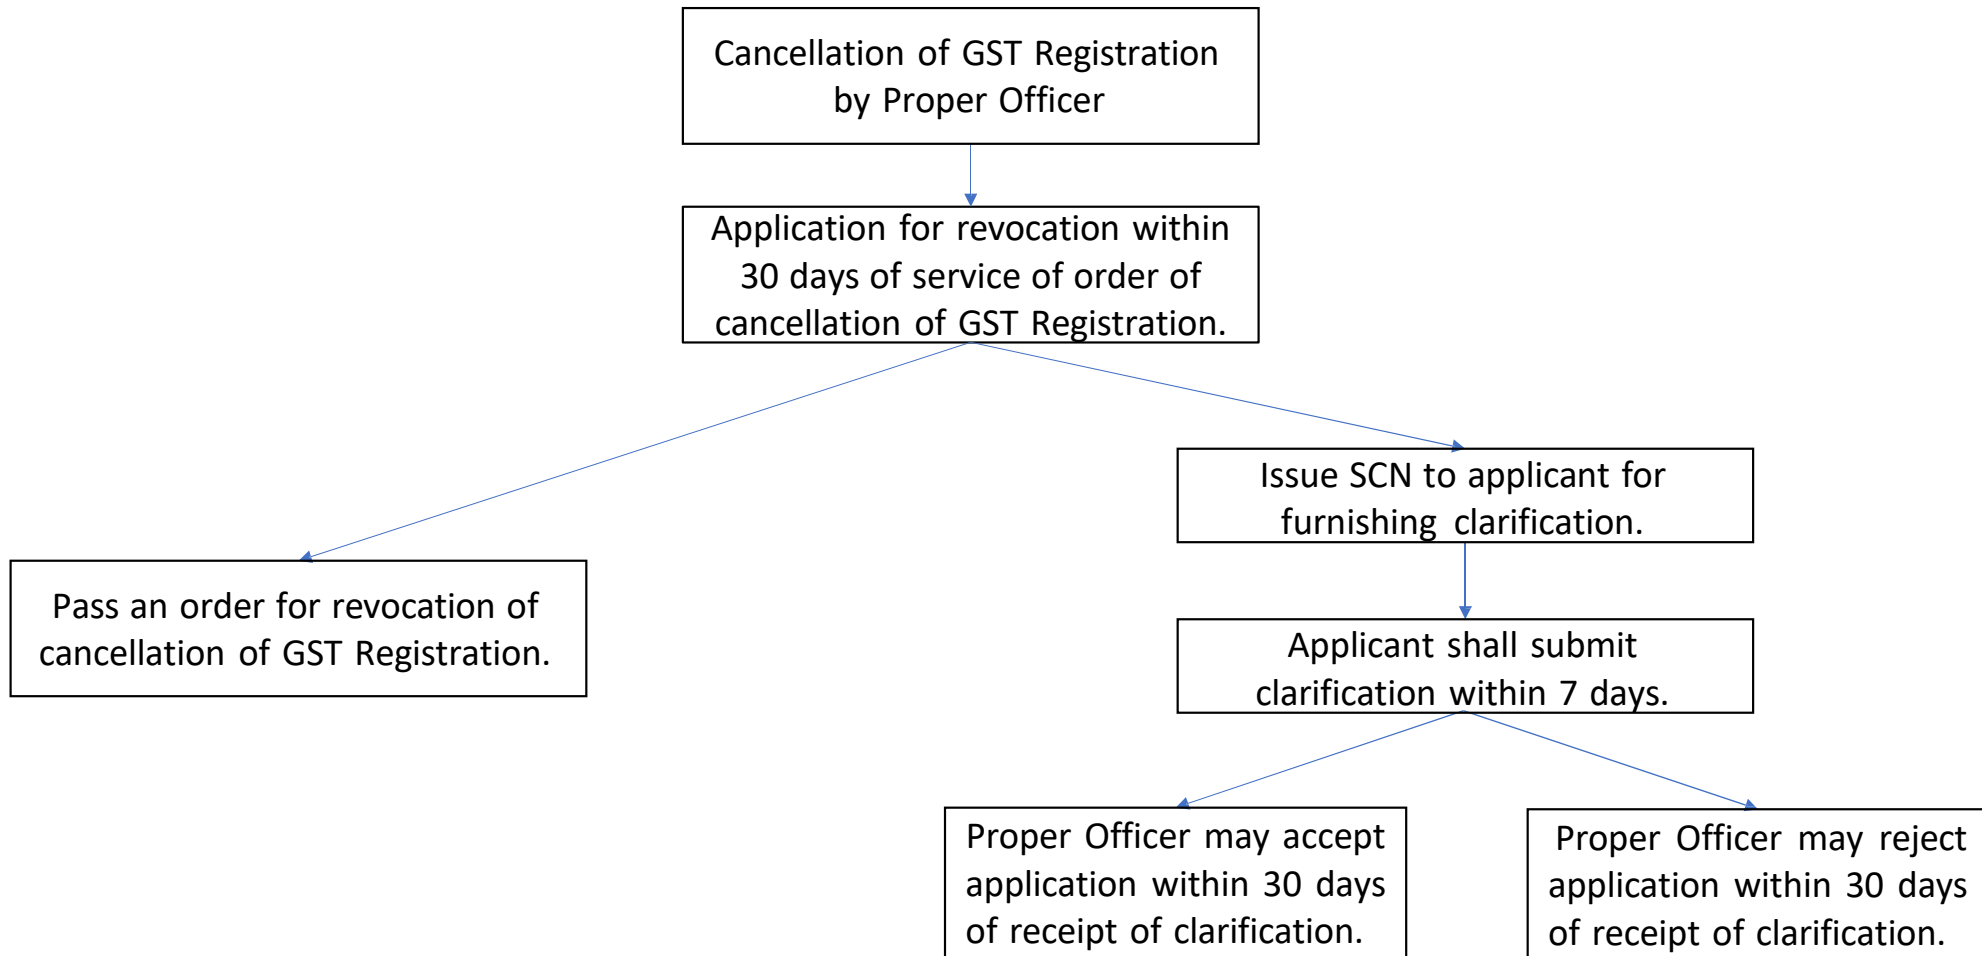 Cancellation of GST Registration
by Proper Officer
Application for revocation within
30 days of service of order of
cancellation of GST Registration.
Issue SCN to applicant for
furnishing clarification.
Pass an order for revocation of
cancellation of GST Registration.
Applicant shall submit
clarification within 7 days.
Proper Officer may accept
application within 30 days
of receipt of clarification.
Proper Officer may reject
application within 30 days
of receipt of clarification.